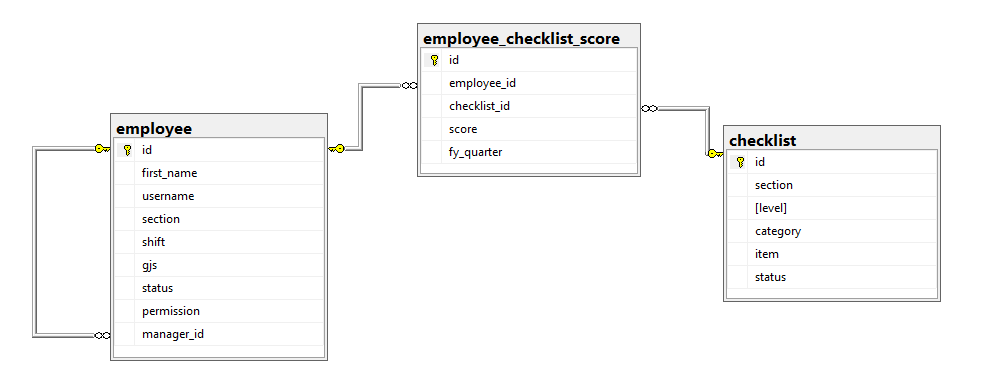 employee_checklist_score
id
employee_id
checklist_id
score
fy_quarter
employee
id
first_name
username
section
shift
gjs
status
permission
manager_id
checklist
id
section
[level]
category
item
status